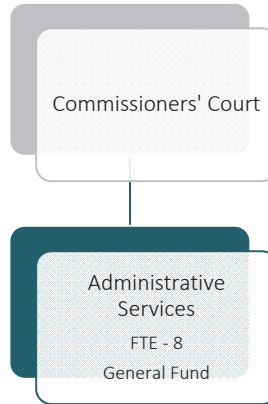 Commissioners' Court
Administrative
Services
FTE - 8
General Fund